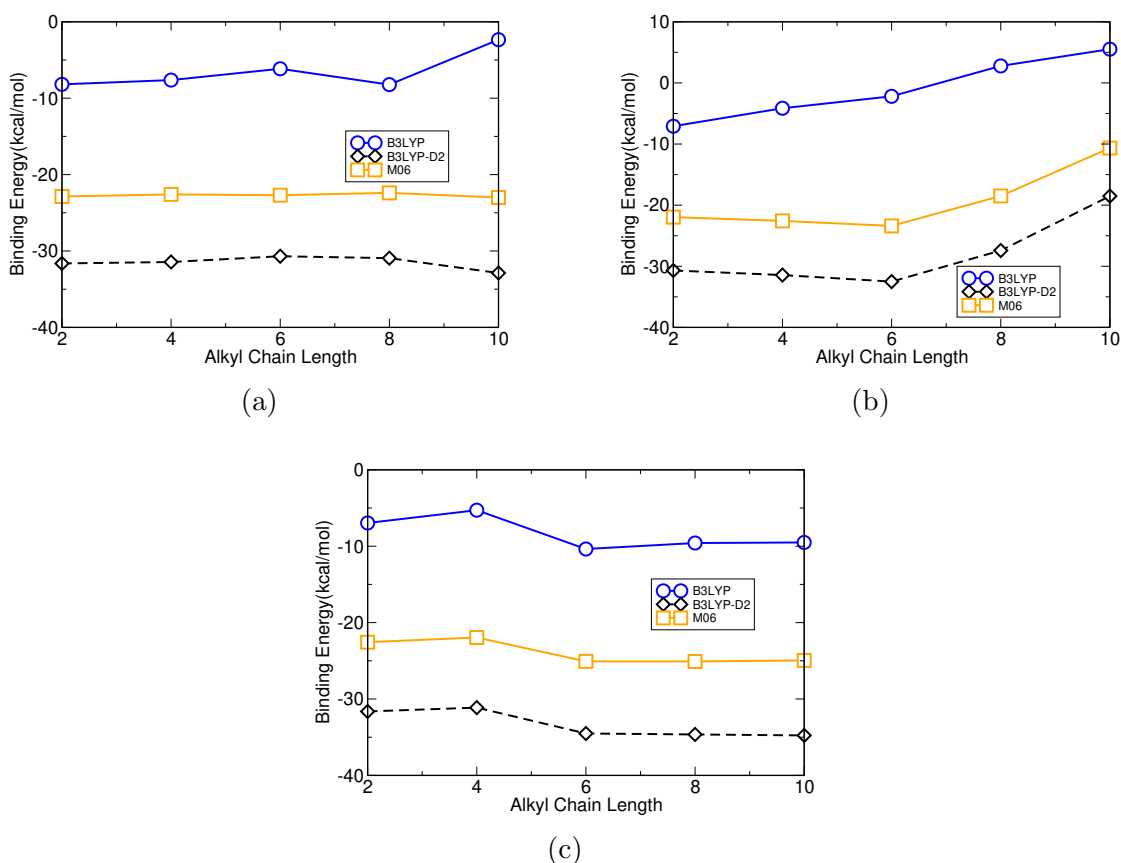 0
-10
-20
-30
-40
Binding Energy(kcal/mol)
B3LYP
B3LYP-D2
M06
2 4 6 8 10
Alkyl Chain Length
(a)
10
0
-10
-20
-30
-40
Binding Energy(kcal/mol)
B3LYP
B3LYP-D2
M06
2 4 6 8 10
Alkyl Chain Length
(b)
0
-10
-20
-30
-40
Binding Energy(kcal/mol)
B3LYP
B3LYP-D2
M06
2 4 6 8 10
Alkyl Chain Length
(c)